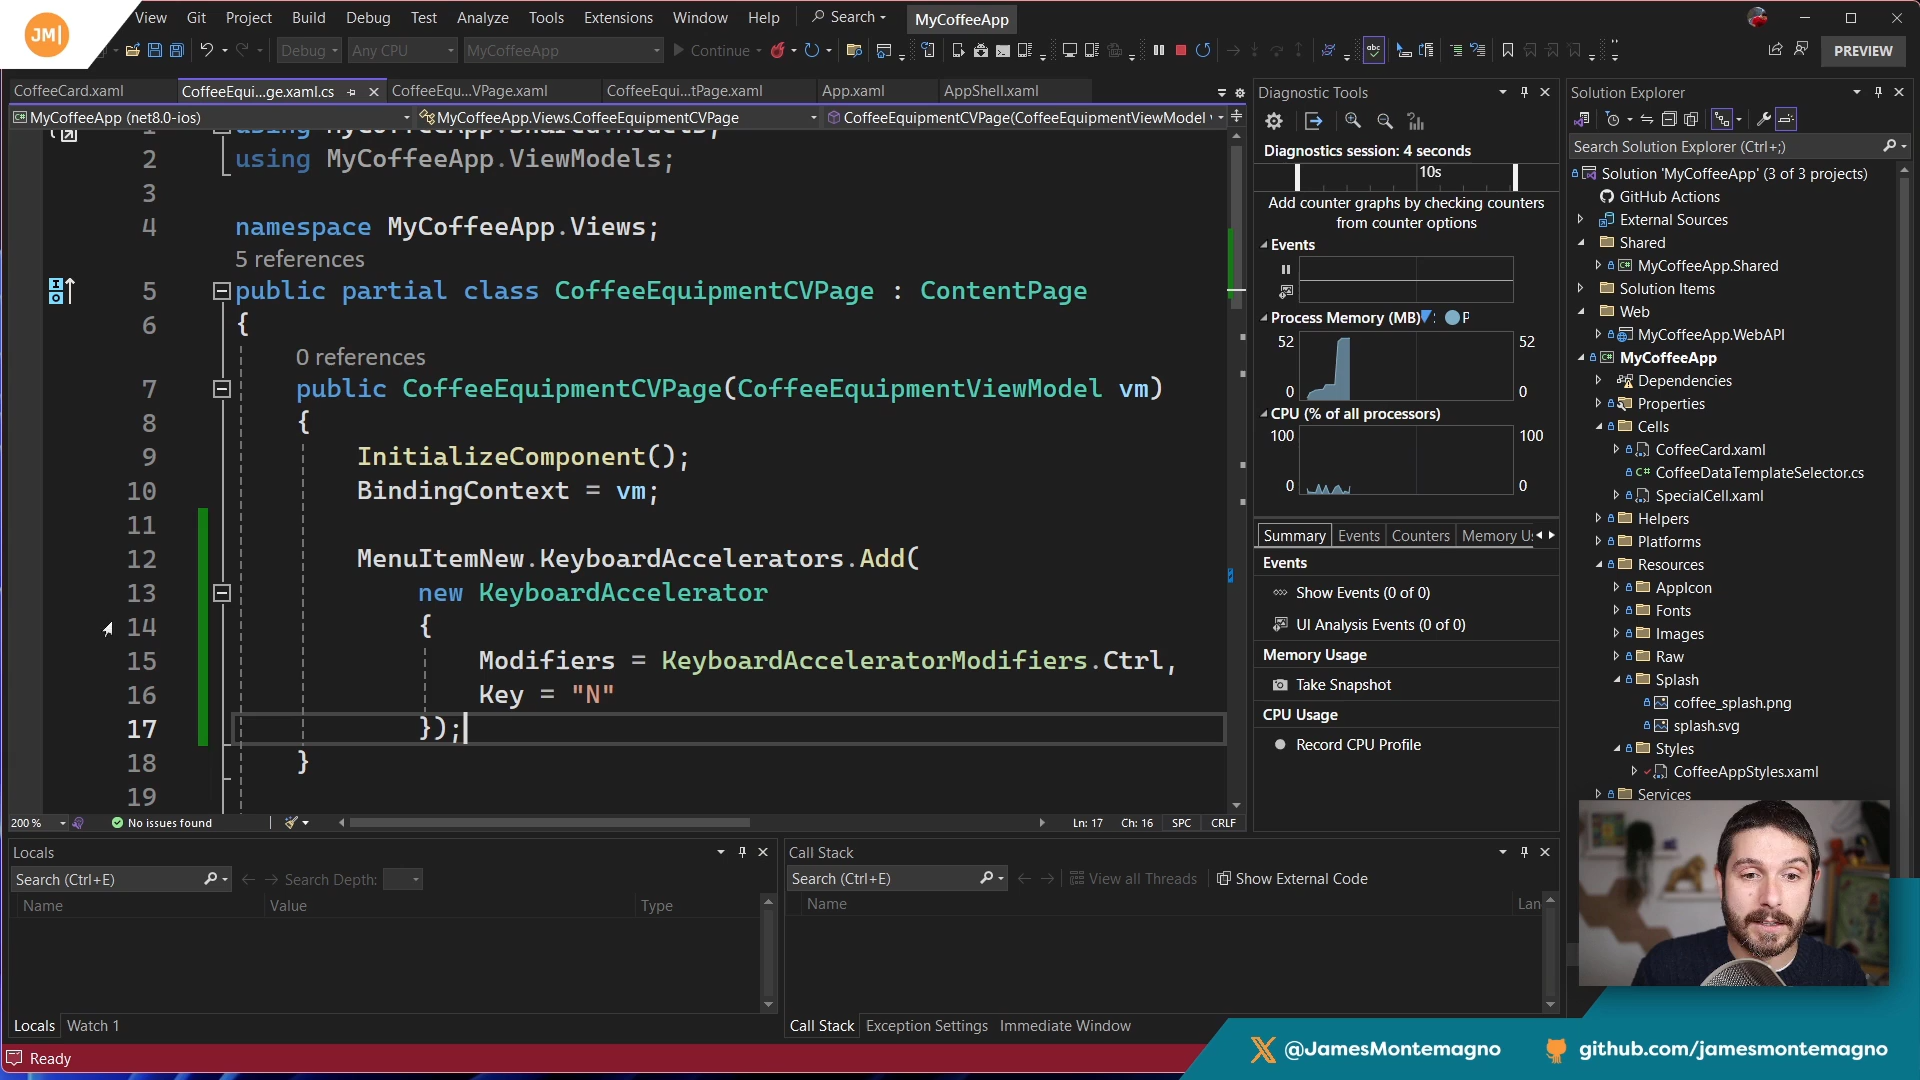 JM|
View Git Project Build Debug Test Analyze Tools Extensions Window Help Search MyCoffeeApp
Debug Any CPU MyCoffeeApp Continue PREVIEW
CoffeeCard.xaml CoffeeEqui...ge.xaml.cs CoffeeEqu...VPage.xaml CoffeeEqui...tPage.xaml App.xaml AppShell.xaml
MyCoffeeApp (net8.0-ios) MyCoffeeApp.Views.CoffeeEquipmentCVPage CoffeeEquipmentCVPage(CoffeeEquipmentViewModel
1 using MyCoffeeApp.Shared.Models;
2 using MyCoffeeApp.ViewModels;
3
4 namespace MyCoffeeApp.Views;
5 references
5 public partial class CoffeeEquipmentCVPage : ContentPage
6 {
0 references
7 public CoffeeEquipmentCVPage(CoffeeEquipmentViewModel vm)
8 {
9 InitializeComponent();
10 BindingContext = vm;
11
12 MenuItemNew.KeyboardAccelerators.Add(
13 new KeyboardAccelerator
14 {
15 Modifiers = KeyboardAcceleratorModifiers.Ctrl,
16 Key = "N"
17 });
18 }
19
200 % No issues found Ln: 17 Ch: 16 SPC CRLF
Diagnostic Tools
Diagnostics session: 4 seconds
10s
Add counter graphs by checking counters
from counter options
Events
Process Memory (MB) P
52 52
0 0
CPU (% of all processors)
100 100
0 0
Summary Events Counters Memory U
Events
Show Events (0 of 0)
UI Analysis Events (0 of 0)
Memory Usage
Take Snapshot
CPU Usage
Record CPU Profile
Solution Explorer
Search Solution Explorer (Ctrl+;)
Solution 'MyCoffeeApp' (3 of 3 projects)
GitHub Actions
External Sources
Shared
MyCoffeeApp.Shared
Solution Items
Web
MyCoffeeApp.WebAPI
MyCoffeeApp
Dependencies
Properties
Cells
CoffeeCard.xaml
CoffeeDataTemplateSelector.cs
SpecialCell.xaml
Helpers
Platforms
Resources
AppIcon
Fonts
Images
Raw
Splash
coffee_splash.png
splash.svg
Styles
CoffeeAppStyles.xaml
Services
Locals
Search (Ctrl+E) Search Depth:
Name Value Type
Locals Watch 1
Call Stack
Search (Ctrl+E) View all Threads Show External Code
Name Lan
Call Stack Exception Settings Immediate Window
Ready
@JamesMontemagno github.com/jamesmontemagno